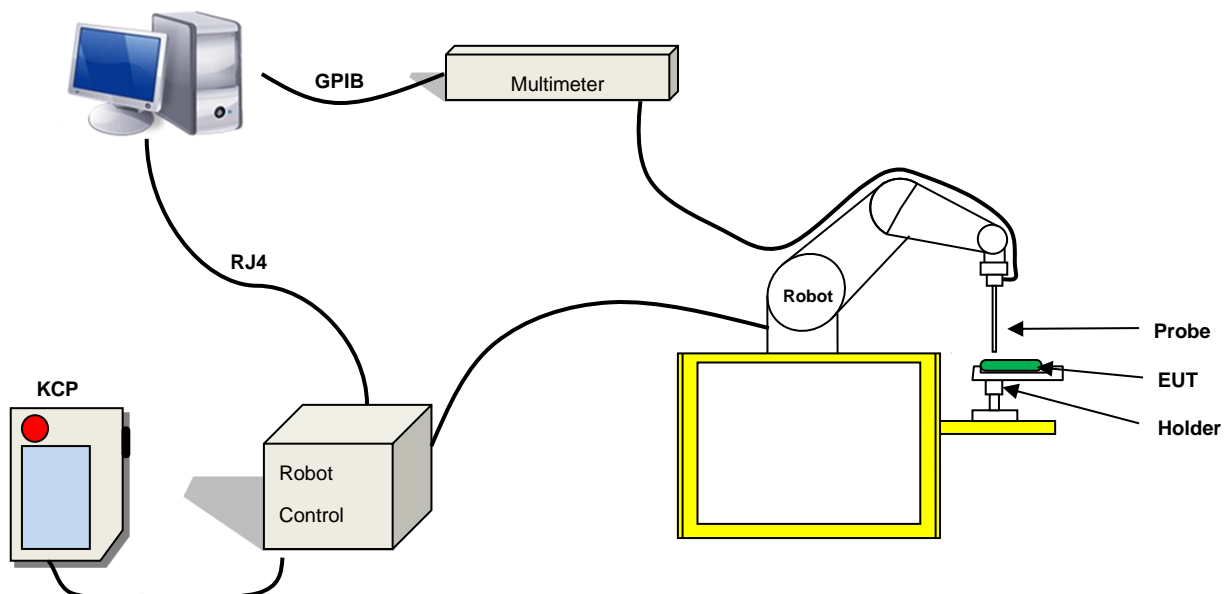 GPIB
Multimeter
RJ4
Robot
Probe
EUT
Holder
KCP
Robot
Control